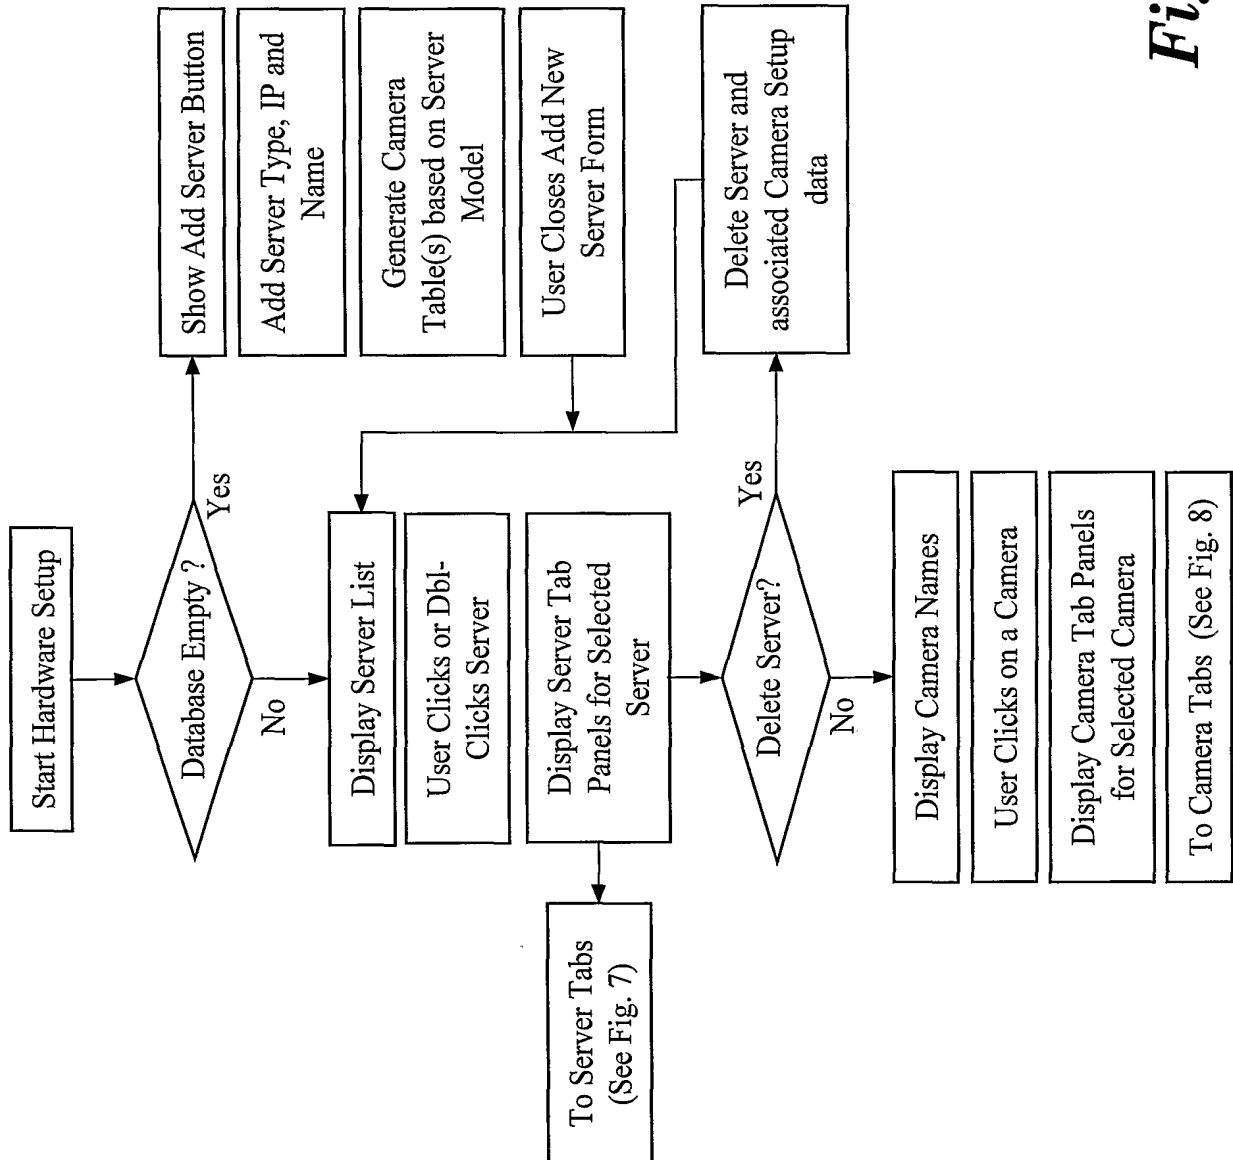 Start Hardware Setup
Database Empty ?
Yes
No
Show Add Server Button
Add Server Type, IP and
Name
Generate Camera
Table(s) based on Server
Model
User Closes Add New
Server Form
Display Server List
User Clicks or Dbl-
Clicks Server
Display Server Tab
Panels for Selected
Server
To Server Tabs
(See Fig. 7)
Delete Server?
Yes
No
Delete Server and
associated Camera Setup
data
Display Camera Names
User Clicks on a Camera
Display Camera Tab Panels
for Selected Camera
To Camera Tabs (See Fig. 8)